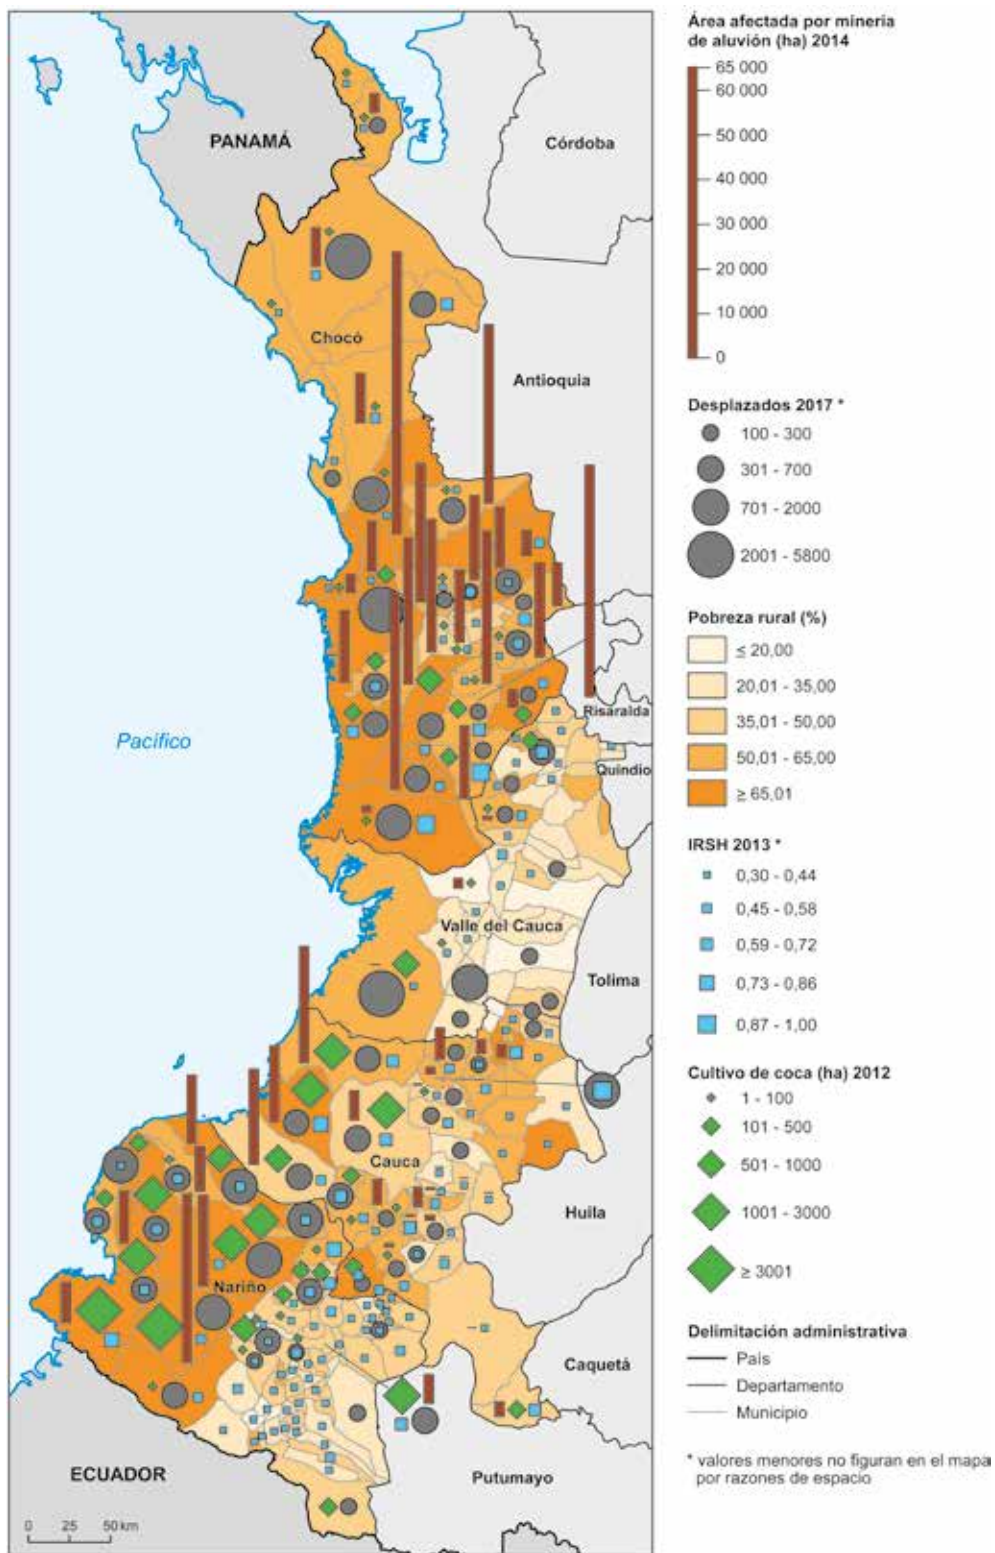 PANAMÁ
Córdoba
Chocó
Antioquia
Pacífico
Risaralda
Quindío
Valle del Cauca
Tolima
Cauca
Huila
Nariño
Caquetá
ECUADOR
Putumayo
0 25 50 km
Área afectada por minería
de aluvión (ha) 2014
65 000
60 000
50 000
40 000
30 000
20 000
10 000
0
Desplazados 2017 *
100 - 300
301 - 700
701 - 2000
2001 - 5800
Pobreza rural (%)
≤ 20,00
20,01 - 35,00
35,01 - 50,00
50,01 - 65,00
≥ 65,01
IRSH 2013 *
0,30 - 0,44
0,45 - 0,58
0,59 - 0,72
0,73 - 0,86
0,87 - 1,00
Cultivo de coca (ha) 2012
1 - 100
101 - 500
501 - 1000
1001 - 3000
≥ 3001
Delimitación administrativa
País
Departamento
Municipio
* valores menores no figuran en el mapa
por razones de espacio